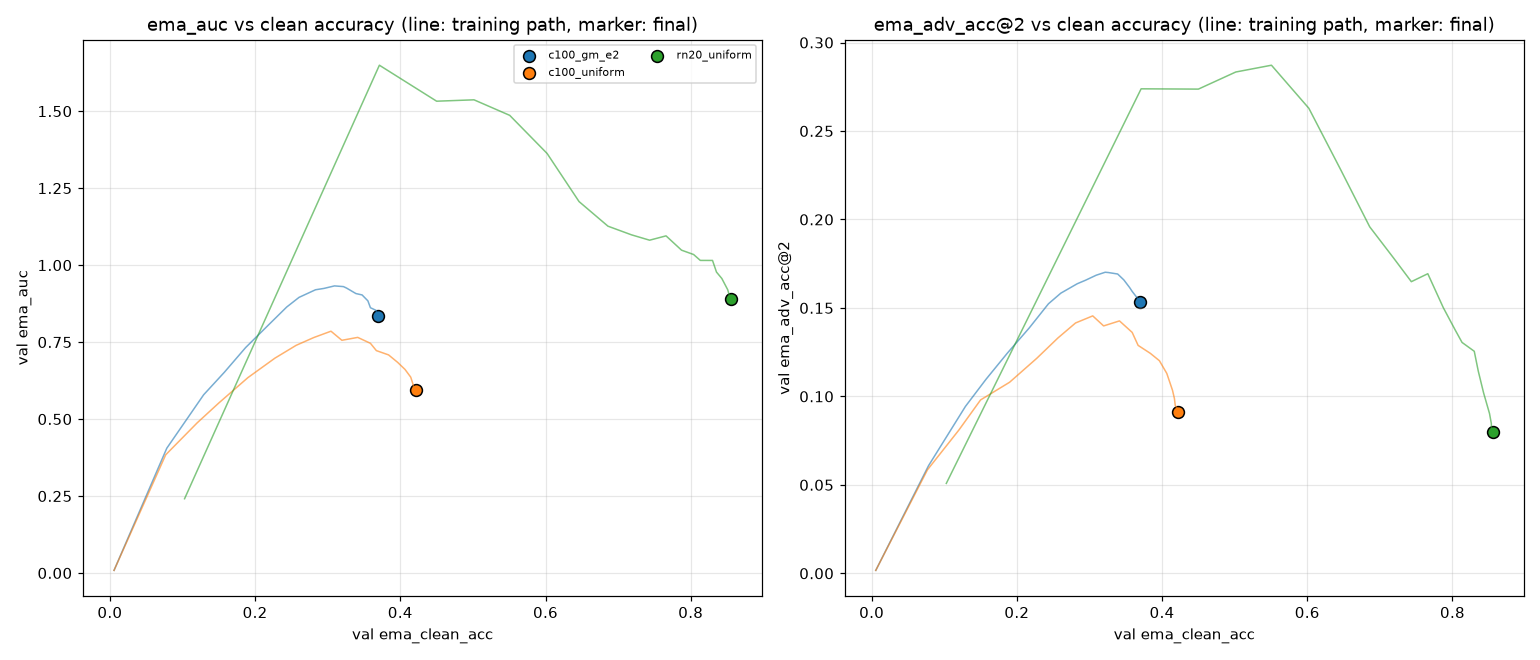 ema_auc vs clean accuracy (line: training path, marker: final)
c100_gm_e2
c100_uniform
rn20_uniform
1.50
1.25
1.00
0.75
0.50
0.25
0.00
val ema_auc
0.0 0.2 0.4 0.6 0.8
val ema_clean_acc
ema_adv_acc@2 vs clean accuracy (line: training path, marker: final)
0.30
0.25
0.20
0.15
0.10
0.05
0.00
val ema_adv_acc@2
0.0 0.2 0.4 0.6 0.8
val ema_clean_acc